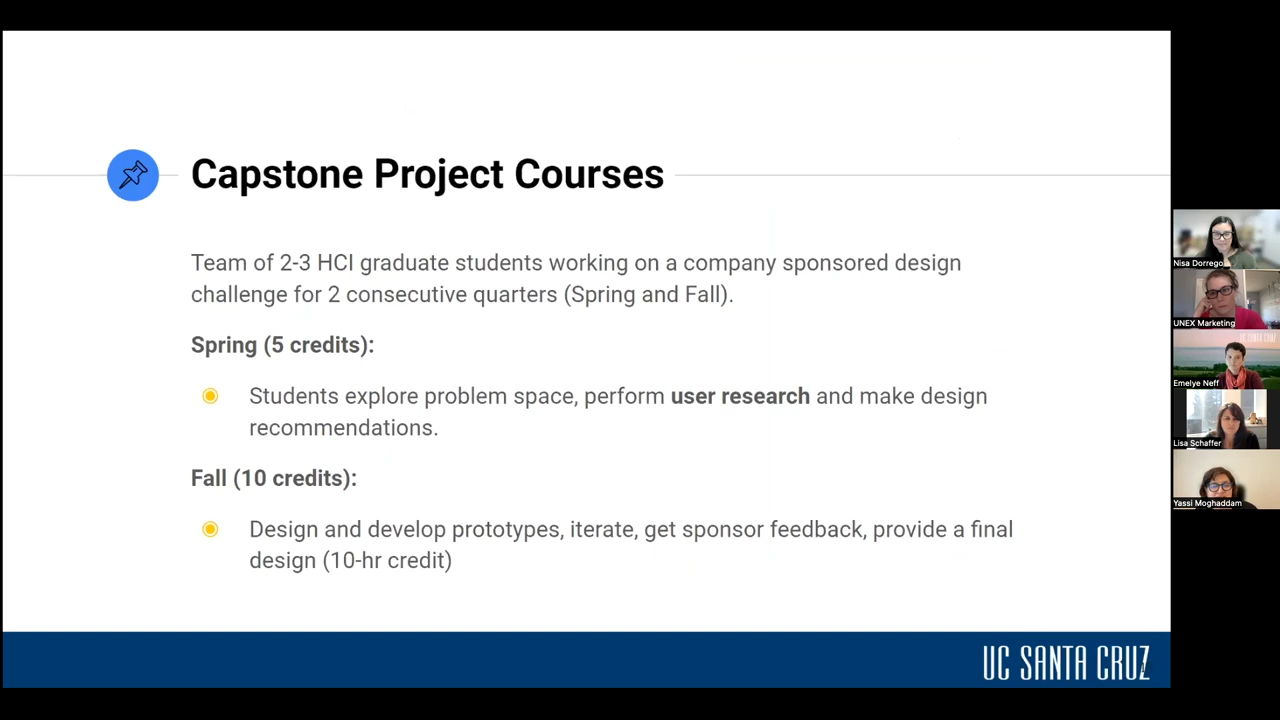 Capstone Project Courses
Team of 2-3 HCI graduate students working on a company sponsored design
challenge for 2 consecutive quarters (Spring and Fall).
Spring (5 credits):
Students explore problem space, perform user research and make design
recommendations.
Fall (10 credits):
Design and develop prototypes, iterate, get sponsor feedback, provide a final
design (10-hr credit)
UC SANTA CRUZ
Nisa Dorrego
UNEX Marketing
UC SANTA CRUZ
Emelye Neff
Lisa Schaffer
Yassi Moghaddam